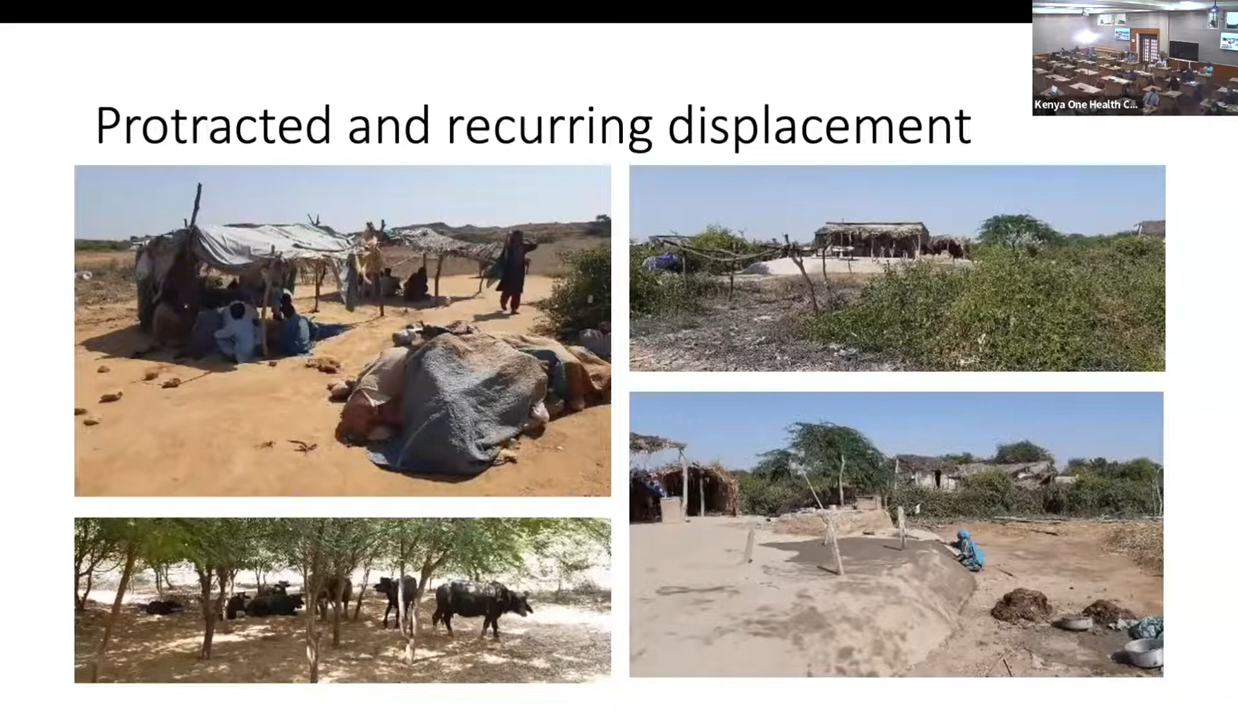 Protracted and recurring displacement
Kenya One Health C...